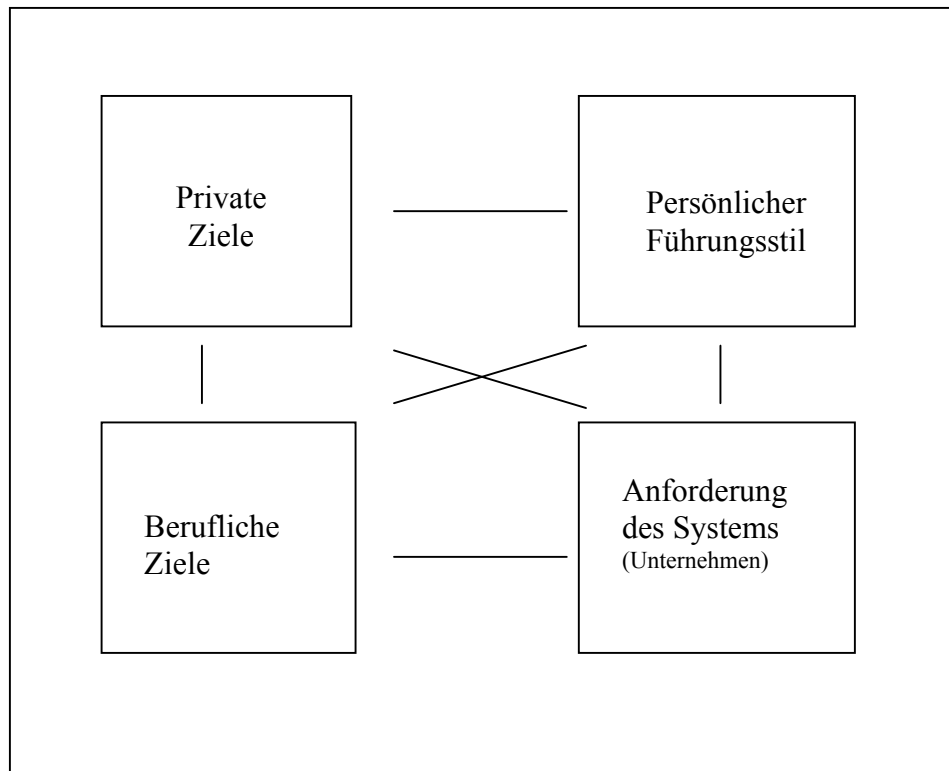 Private
Ziele
Persönlicher
Führungsstil
Berufliche
Ziele
Anforderung
des Systems
(Unternehmen)